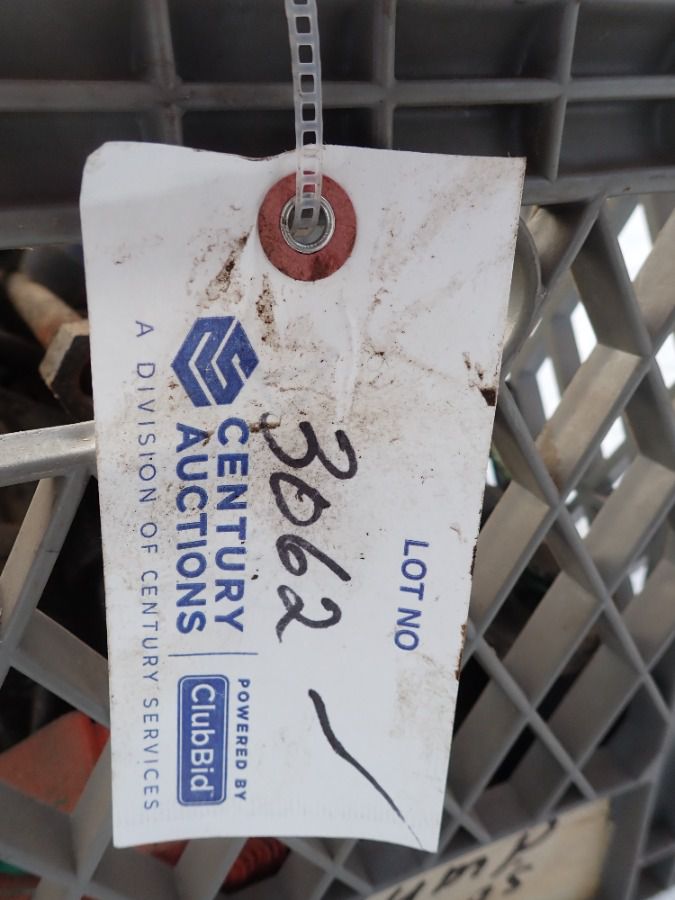 LOT NO
3062
CENTURY
AUCTIONS
POWERED BY
ClubBid
A DIVISION OF CENTURY SERVICES